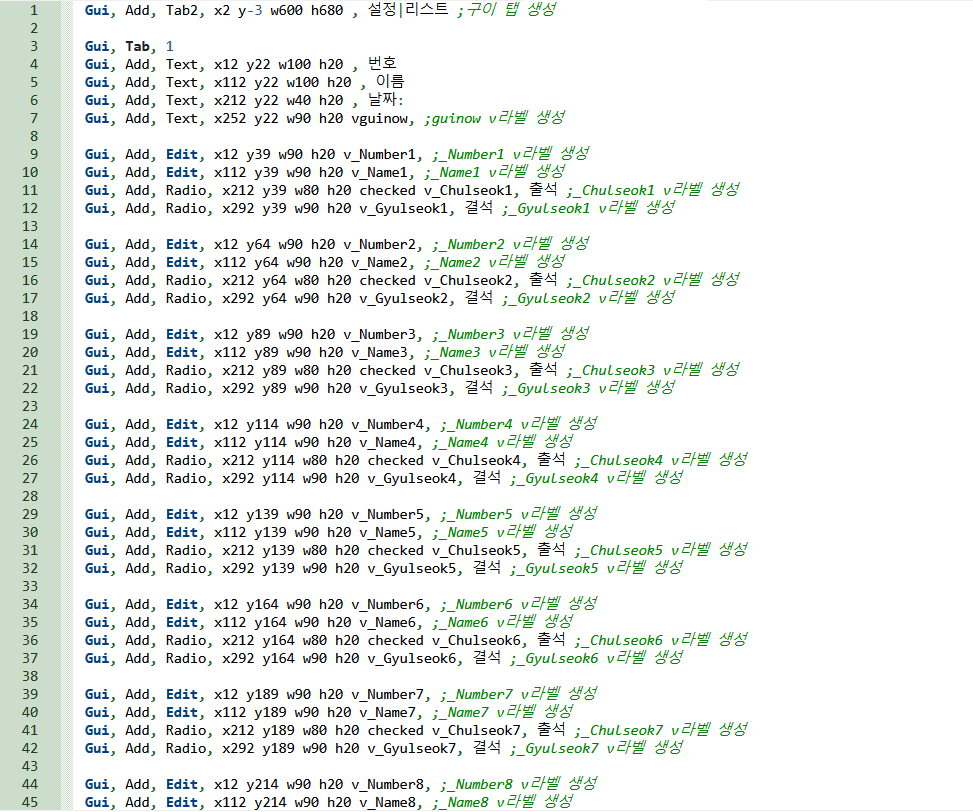 1 Gui, Add, Tab2, x2 y-3 w600 h680 , 설정|리스트 ;구이 탭 생성
2
3 Gui, Tab, 1
4 Gui, Add, Text, x12 y22 w100 h20 , 번호
5 Gui, Add, Text, x112 y22 w100 h20 , 이름
6 Gui, Add, Text, x212 y22 w40 h20 , 날짜:
7 Gui, Add, Text, x252 y22 w90 h20 vguinow, ;guinow v라벨 생성
8
9 Gui, Add, Edit, x12 y39 w90 h20 v_Number1, ;_Number1 v라벨 생성
10 Gui, Add, Edit, x112 y39 w90 h20 v_Name1, ;_Name1 v라벨 생성
11 Gui, Add, Radio, x212 y39 w80 h20 checked v_Chulseok1, 출석 ;_Chulseok1 v라벨 생성
12 Gui, Add, Radio, x292 y39 w90 h20 v_Gyulseok1, 결석 ;_Gyulseok1 v라벨 생성
13
14 Gui, Add, Edit, x12 y64 w90 h20 v_Number2, ;_Number2 v라벨 생성
15 Gui, Add, Edit, x112 y64 w90 h20 v_Name2, ;_Name2 v라벨 생성
16 Gui, Add, Radio, x212 y64 w80 h20 checked v_Chulseok2, 출석 ;_Chulseok2 v라벨 생성
17 Gui, Add, Radio, x292 y64 w90 h20 v_Gyulseok2, 결석 ;_Gyulseok2 v라벨 생성
18
19 Gui, Add, Edit, x12 y89 w90 h20 v_Number3, ;_Number3 v라벨 생성
20 Gui, Add, Edit, x112 y89 w90 h20 v_Name3, ;_Name3 v라벨 생성
21 Gui, Add, Radio, x212 y89 w80 h20 checked v_Chulseok3, 출석 ;_Chulseok3 v라벨 생성
22 Gui, Add, Radio, x292 y89 w90 h20 v_Gyulseok3, 결석 ;_Gyulseok3 v라벨 생성
23
24 Gui, Add, Edit, x12 y114 w90 h20 v_Number4, ;_Number4 v라벨 생성
25 Gui, Add, Edit, x112 y114 w90 h20 v_Name4, ;_Name4 v라벨 생성
26 Gui, Add, Radio, x212 y114 w80 h20 checked v_Chulseok4, 출석 ;_Chulseok4 v라벨 생성
27 Gui, Add, Radio, x292 y114 w90 h20 v_Gyulseok4, 결석 ;_Gyulseok4 v라벨 생성
28
29 Gui, Add, Edit, x12 y139 w90 h20 v_Number5, ;_Number5 v라벨 생성
30 Gui, Add, Edit, x112 y139 w90 h20 v_Name5, ;_Name5 v라벨 생성
31 Gui, Add, Radio, x212 y139 w80 h20 checked v_Chulseok5, 출석 ;_Chulseok5 v라벨 생성
32 Gui, Add, Radio, x292 y139 w90 h20 v_Gyulseok5, 결석 ;_Gyulseok5 v라벨 생성
33
34 Gui, Add, Edit, x12 y164 w90 h20 v_Number6, ;_Number6 v라벨 생성
35 Gui, Add, Edit, x112 y164 w90 h20 v_Name6, ;_Name6 v라벨 생성
36 Gui, Add, Radio, x212 y164 w80 h20 checked v_Chulseok6, 출석 ;_Chulseok6 v라벨 생성
37 Gui, Add, Radio, x292 y164 w90 h20 v_Gyulseok6, 결석 ;_Gyulseok6 v라벨 생성
38
39 Gui, Add, Edit, x12 y189 w90 h20 v_Number7, ;_Number7 v라벨 생성
40 Gui, Add, Edit, x112 y189 w90 h20 v_Name7, ;_Name7 v라벨 생성
41 Gui, Add, Radio, x212 y189 w80 h20 checked v_Chulseok7, 출석 ;_Chulseok7 v라벨 생성
42 Gui, Add, Radio, x292 y189 w90 h20 v_Gyulseok7, 결석 ;_Gyulseok7 v라벨 생성
43
44 Gui, Add, Edit, x12 y214 w90 h20 v_Number8, ;_Number8 v라벨 생성
45 Gui, Add, Edit, x112 y214 w90 h20 v_Name8, ;_Name8 v라벨 생성